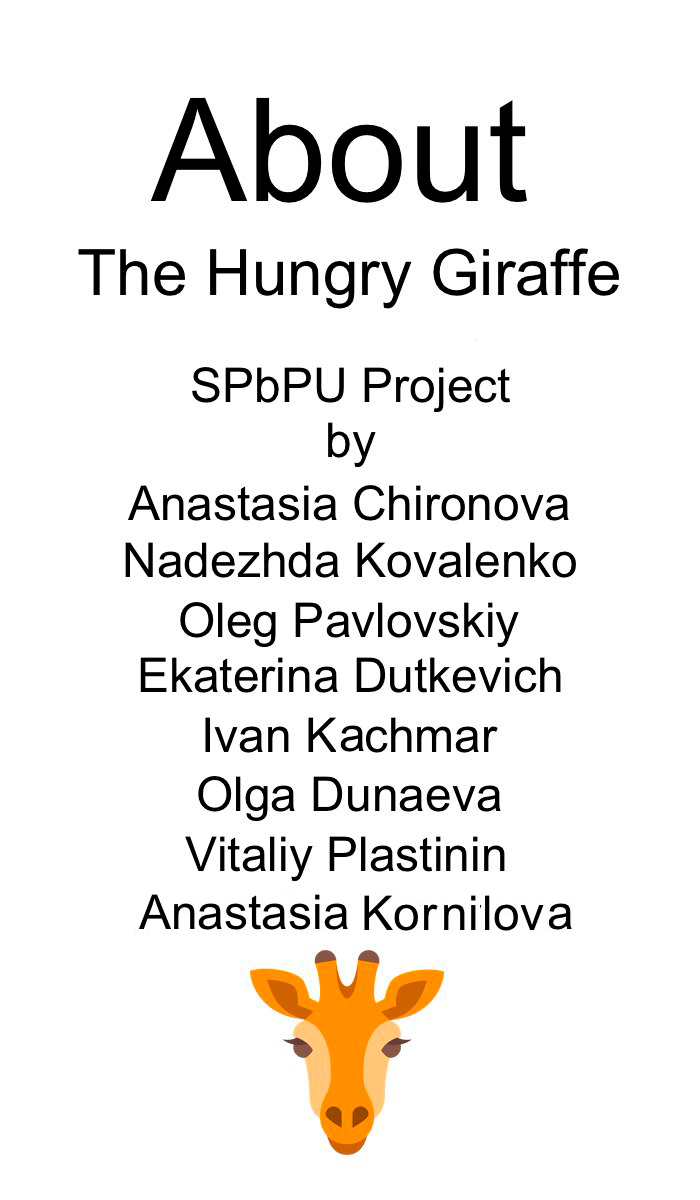 About
The Hungry Giraffe
SPbPU Project
by
Anastasia Chironova
Nadezhda Kovalenko
Oleg Pavlovskiy
Ekaterina Dutkevich
Ivan Kachmar
Olga Dunaeva
Vitaliy Plastinin
Anastasia Kornilova